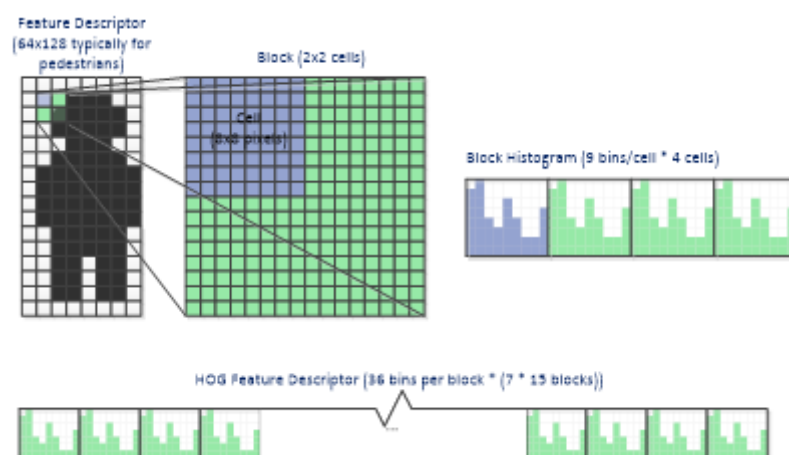 Feature Descriptor
(64x128 typically for
pedestrians)
Block (2x2 cells)
Cell
(8x8 pixels)
Block Histogram (9 bins/cell * 4 cells)
HOG Feature Descriptor (36 bins per block * (7 * 15 blocks))
...